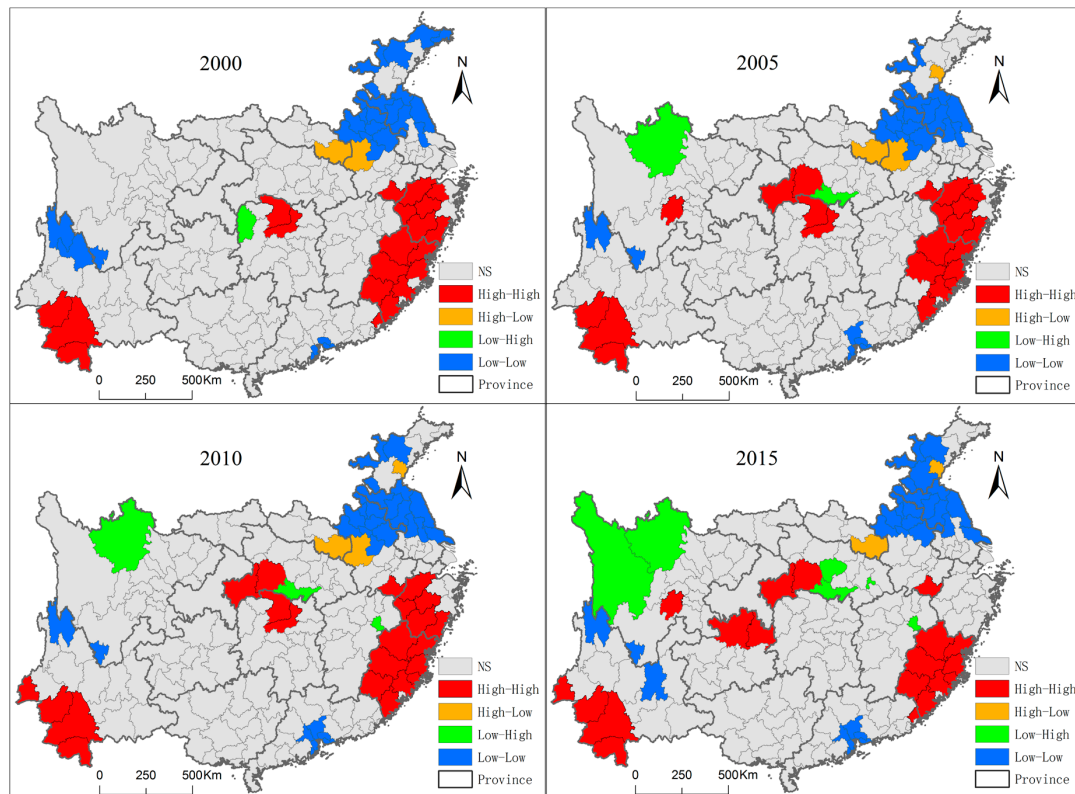 2000
N
NS
High-High
High-Low
Low-High
Low-Low
Province
0 250 500Km
2005
N
NS
High-High
High-Low
Low-High
Low-Low
Province
0 250 500Km
2010
N
NS
High-High
High-Low
Low-High
Low-Low
Province
0 250 500Km
2015
N
NS
High-High
High-Low
Low-High
Low-Low
Province
0 250 500Km